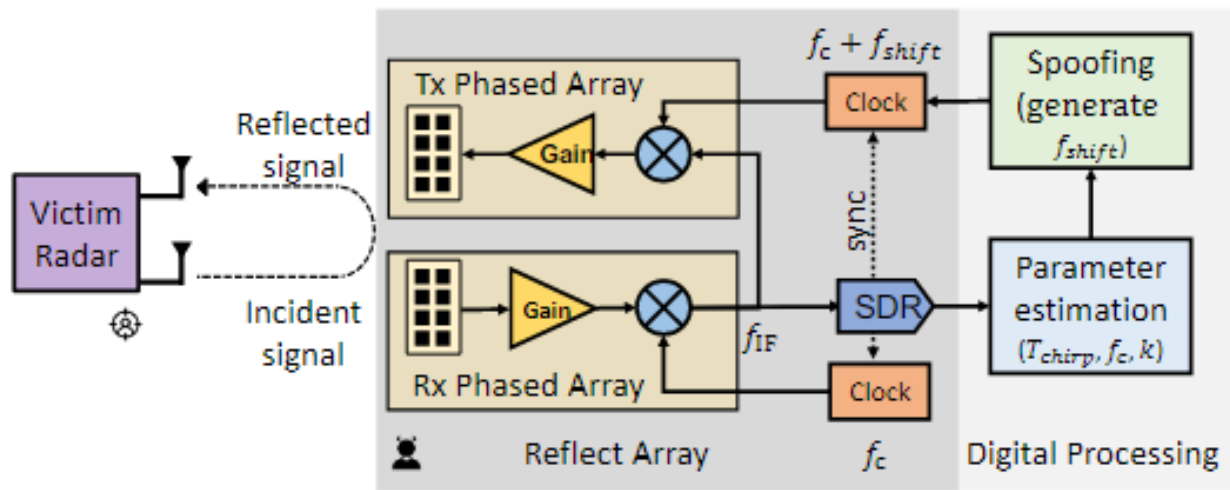 Victim
Radar
Reflected
signal
Incident
signal
Tx Phased Array
Gain
Gain
Rx Phased Array
f_IF
Reflect Array
f_c + f_shift
Clock
sync
SDR
Clock
f_c
Spoofing
(generate
f_shift)
Parameter
estimation
(T_chirp, f_c, k)
Digital Processing